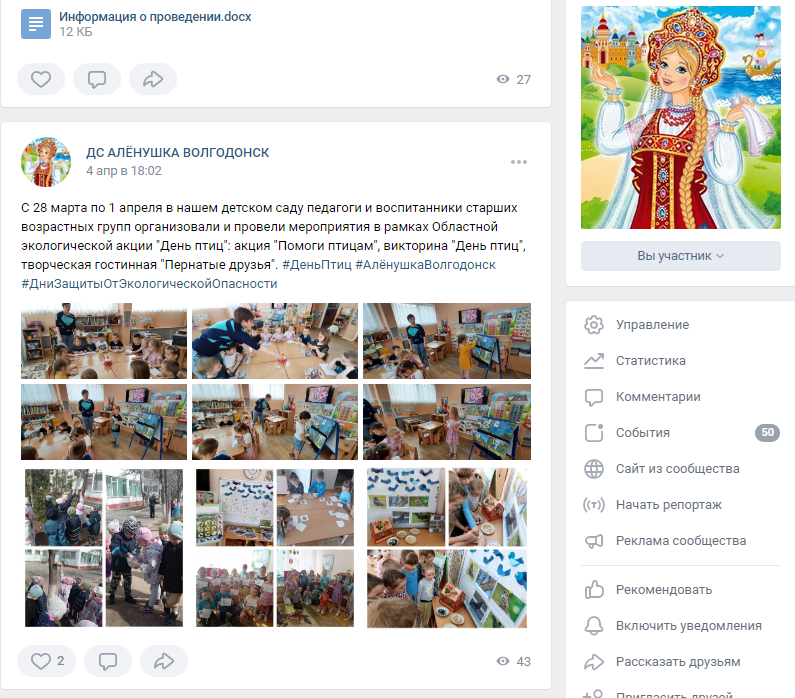 Информация о проведении.docx
12 КБ
27
ДС АЛЁНУШКА ВОЛГОДОНСК
4 апр в 18:02
С 28 марта по 1 апреля в нашем детском саду педагоги и воспитанники старших
возрастных групп организовали и провели мероприятия в рамках Областной
экологической акции "День птиц": акция "Помоги птицам", викторина "День птиц",
творческая гостинная "Пернатые друзья". #ДеньПтиц #АлёнушкаВолгодонск
#ДниЗащитыОтЭкологическойОпасности
2
43
Вы участник
Управление
Статистика
Комментарии
События
50
Сайт из сообщества
Начать репортаж
Реклама сообщества
Рекомендовать
Включить уведомления
Рассказать друзьям
Пригласить друзей